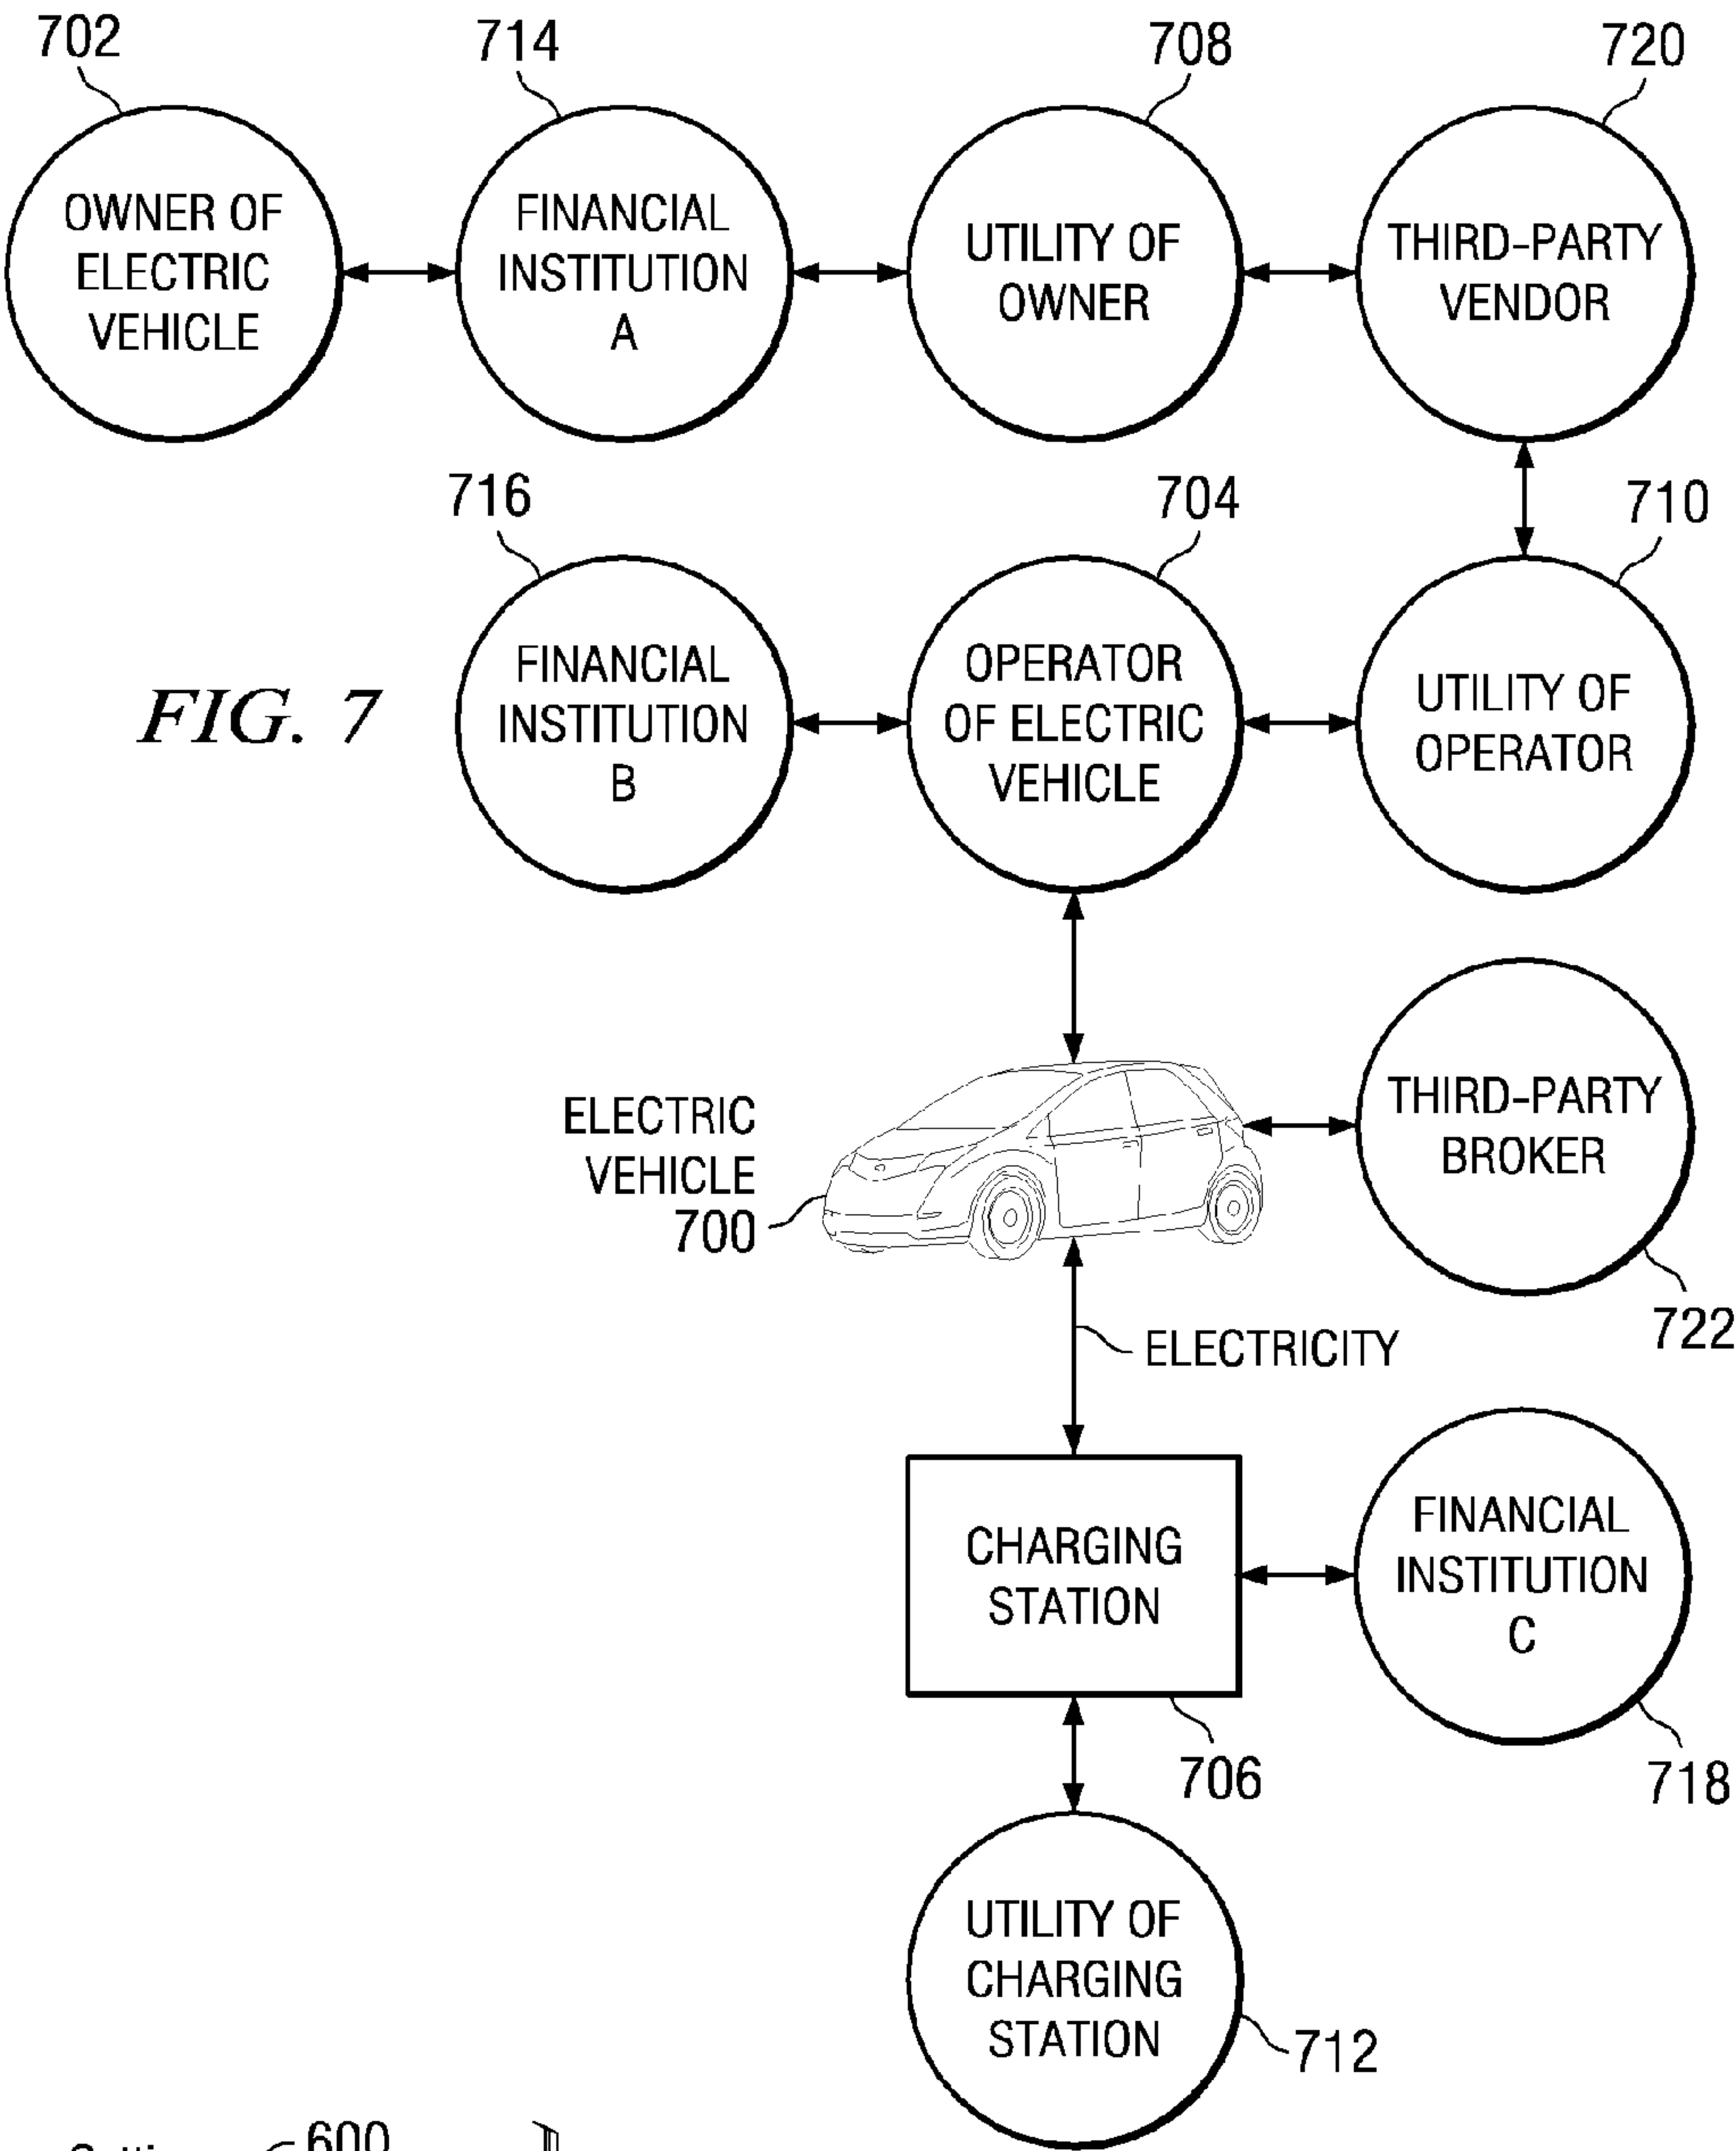 702
714
708
720
OWNER OF
ELECTRIC
VEHICLE
FINANCIAL
INSTITUTION
A
UTILITY OF
OWNER
THIRD-PARTY
VENDOR
716
704
710
FIG. 7
FINANCIAL
INSTITUTION
B
OPERATOR
OF ELECTRIC
VEHICLE
UTILITY OF
OPERATOR
ELECTRIC
VEHICLE
700
THIRD-PARTY
BROKER
722
ELECTRICITY
CHARGING
STATION
706
FINANCIAL
INSTITUTION
C
718
UTILITY OF
CHARGING
STATION
712
600